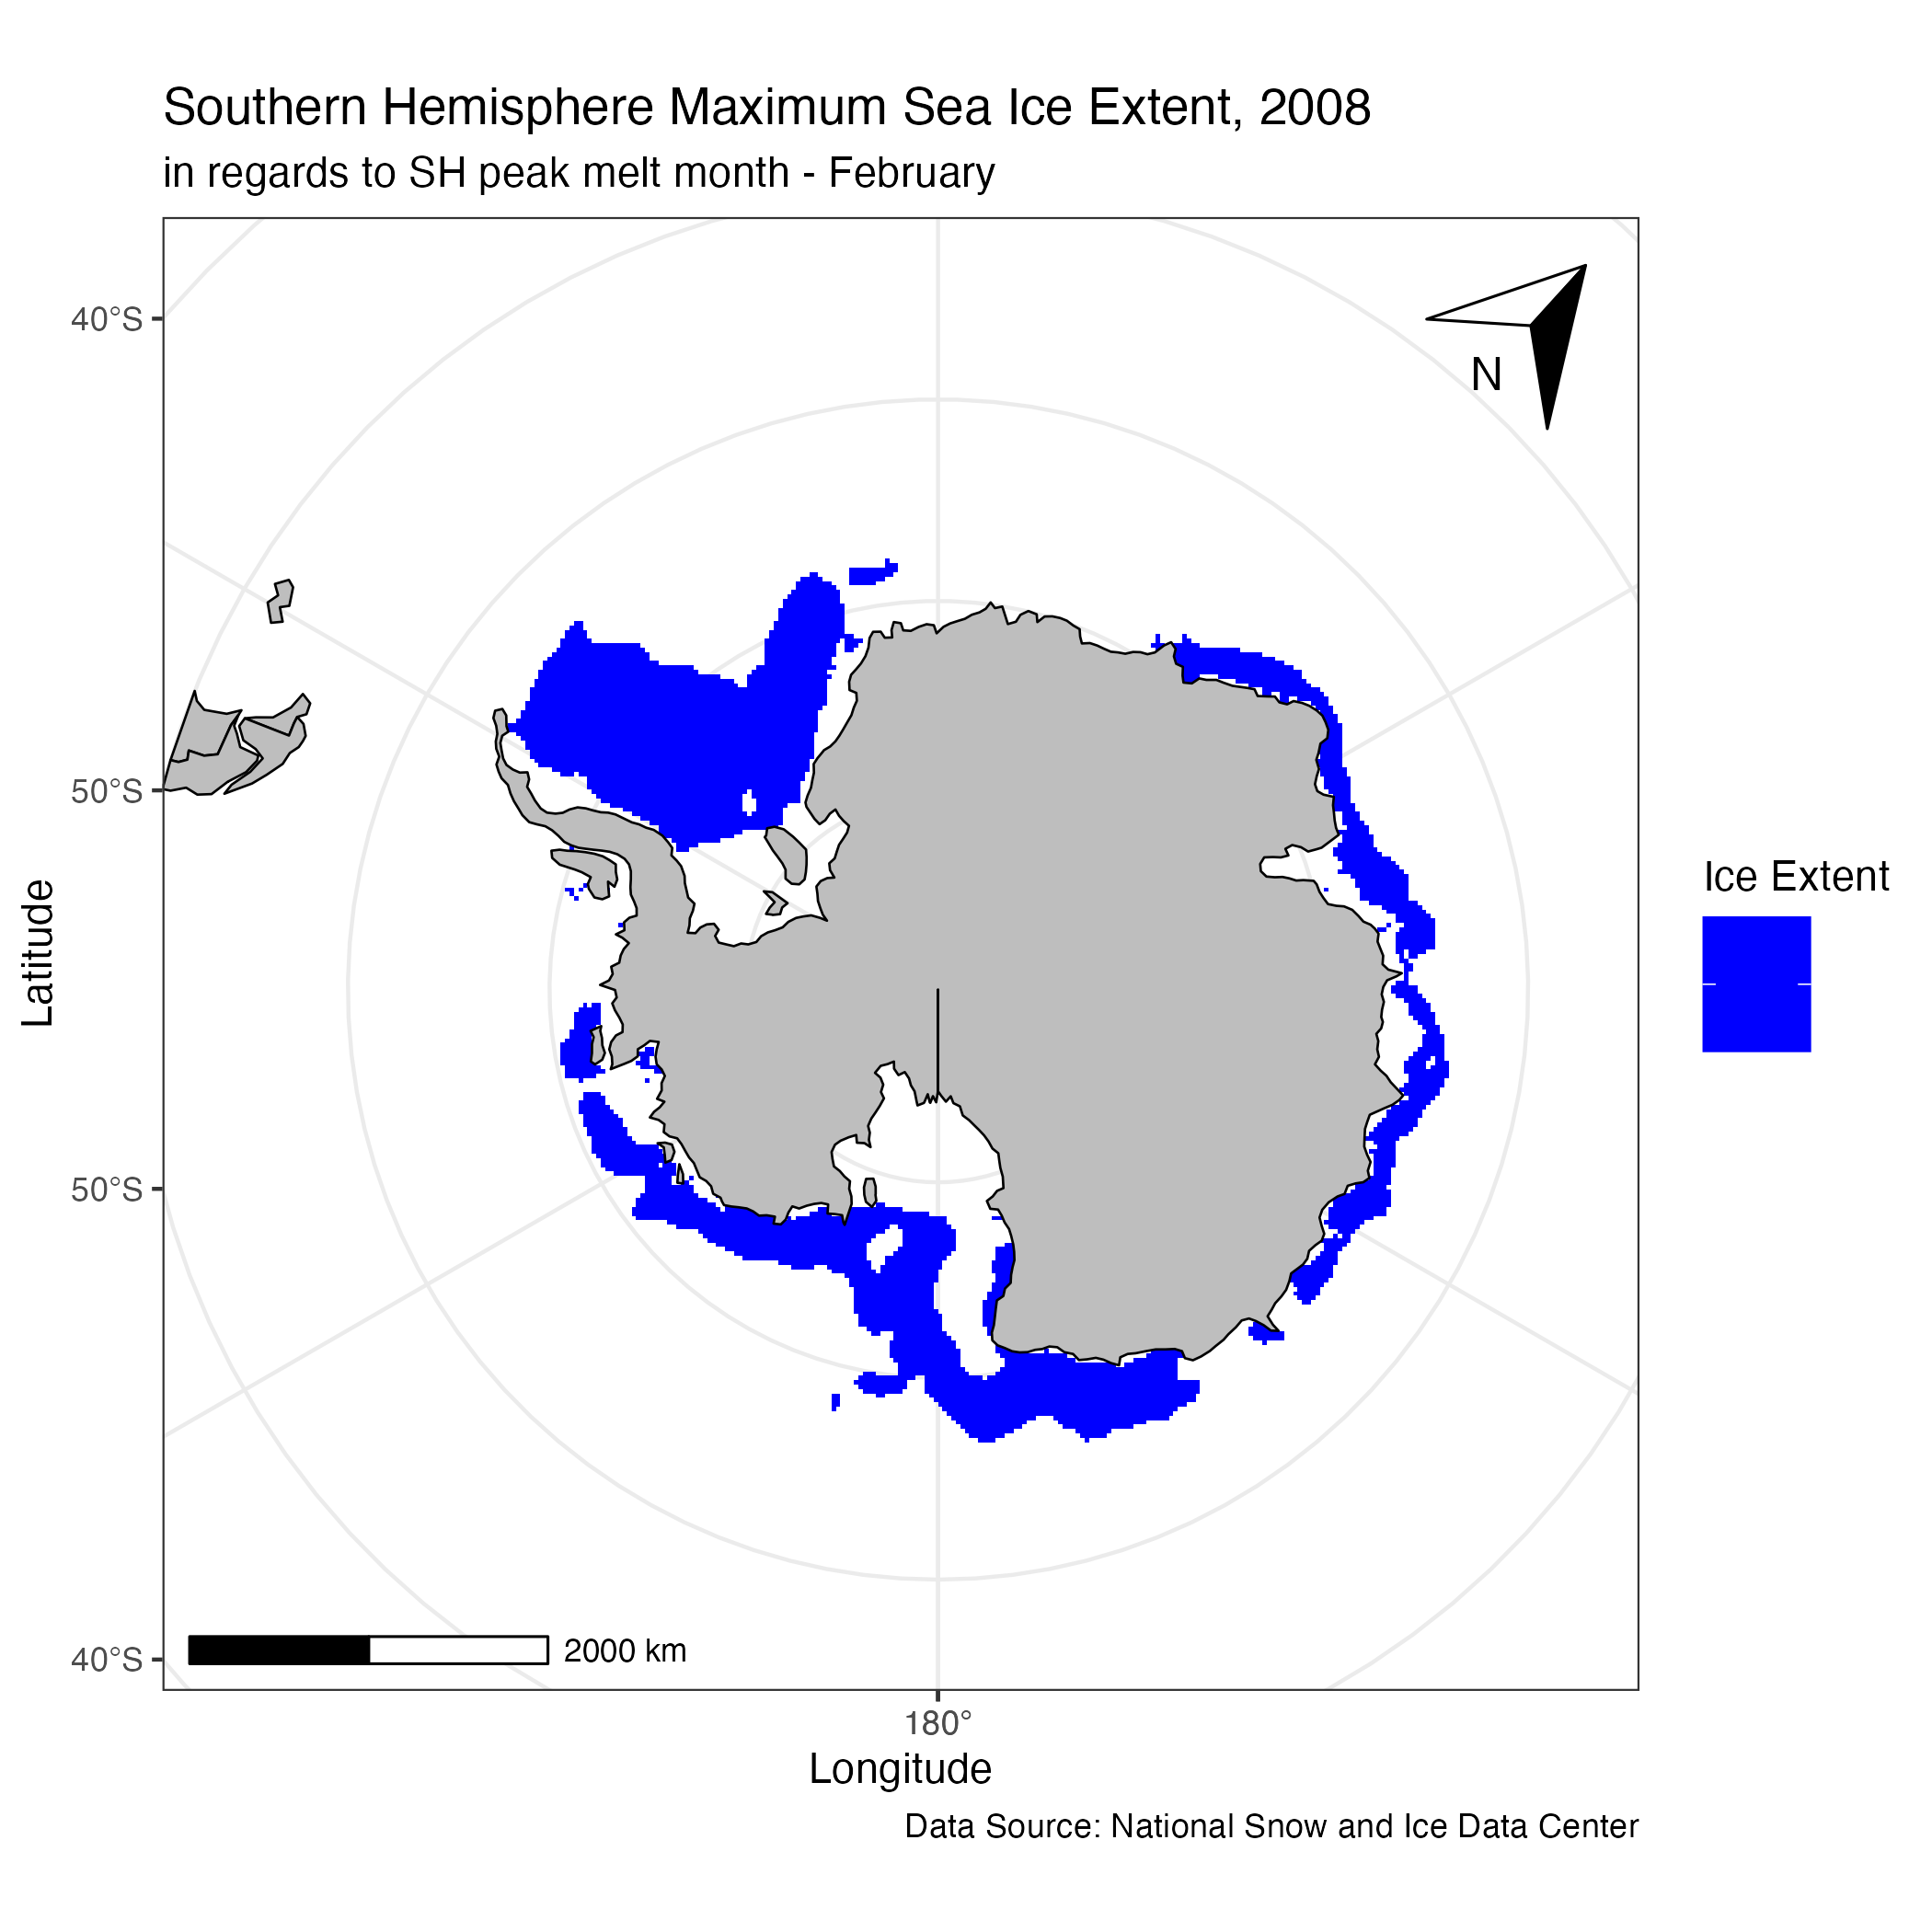 Southern Hemisphere Maximum Sea Ice Extent, 2008
in regards to SH peak melt month - February
40°S
N
50°S
Ice Extent
Latitude
50°S
2000 km
40°S
180°
Longitude
Data Source: National Snow and Ice Data Center